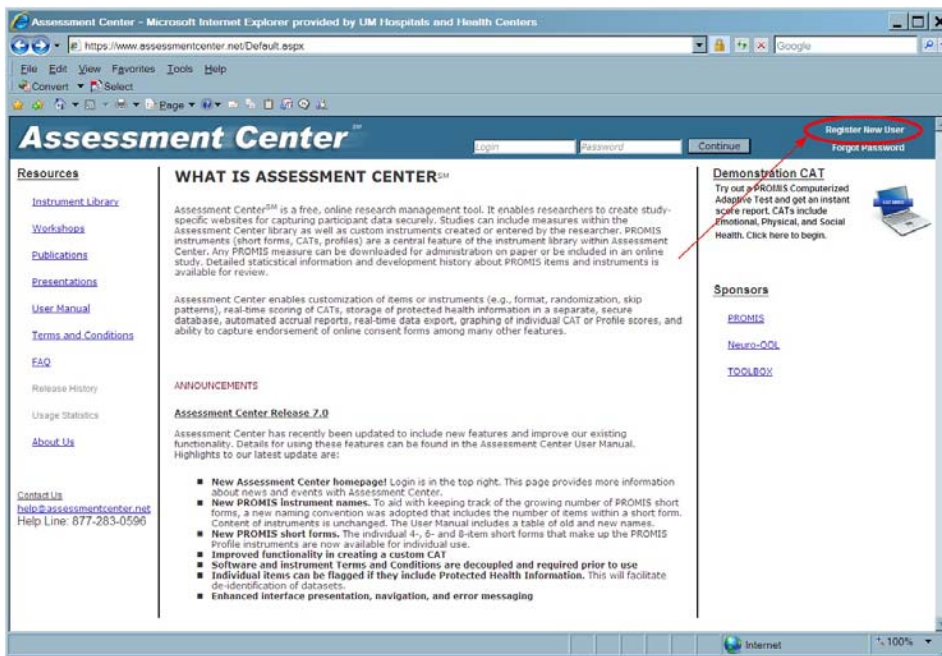 Assessment Center - Microsoft Internet Explorer provided by UM Hospitals and Health Centers
https://www.assessmentcenter.net/Default.aspx
Google
File Edit View Favorites Tools Help
Convert Select
Page
Assessment Center
Login
Password
Continue
Register New User
Forgot Password
Resources
Instrument Library
Workshops
Publications
Presentations
User Manual
Terms and Conditions
FAQ
Release History
Usage Statistics
About Us
Contact Us
help@assessmentcenter.net
Help Line: 877-283-0596
WHAT IS ASSESSMENT CENTER℠
Assessment Center℠ is a free, online research management tool. It enables researchers to create study-
specific websites for capturing participant data securely. Studies can include measures within the
Assessment Center library as well as custom instruments created or entered by the researcher. PROMIS
instruments (short forms, CATs, profiles) are a central feature of the instrument library within Assessment
Center. Any PROMIS measure can be downloaded for administration on paper or be included in an online
study. Detailed statistical information and development history about PROMIS items and instruments is
available for review.
Assessment Center enables customization of items or instruments (e.g., format, randomization, skip
patterns), real-time scoring of CATs, storage of protected health information in a separate, secure
database, automated accrual reports, real-time data export, graphing of individual CAT or Profile scores, and
ability to capture endorsement of online consent forms among many other features.
ANNOUNCEMENTS
Assessment Center Release 7.0
Assessment Center has recently been updated to include new features and improve our existing
functionality. Details for using these features can be found in the Assessment Center User Manual.
Highlights to our latest update are:
■ New Assessment Center homepage! Login is in the top right. This page provides more information
about news and events with Assessment Center.
■ New PROMIS instrument names. To aid with keeping track of the growing number of PROMIS short
forms, a new naming convention was adopted that includes the number of items within a short form.
Content of instruments is unchanged. The User Manual includes a table of old and new names.
■ New PROMIS short forms. The individual 4-, 6- and 8-item short forms that make up the PROMIS
Profile instruments are now available for individual use.
■ Improved functionality in creating a custom CAT
■ Software and instrument Terms and Conditions are decoupled and required prior to use
■ Individual items can be flagged if they include Protected Health Information. This will facilitate
de-identification of datasets.
■ Enhanced interface presentation, navigation, and error messaging
Demonstration CAT
Try out a PROMIS Computerized
Adaptive Test and get an instant
score report. CATs include
Emotional, Physical, and Social
Health. Click here to begin.
Sponsors
PROMIS
Neuro-QOL
TOOLBOX
Internet
100%